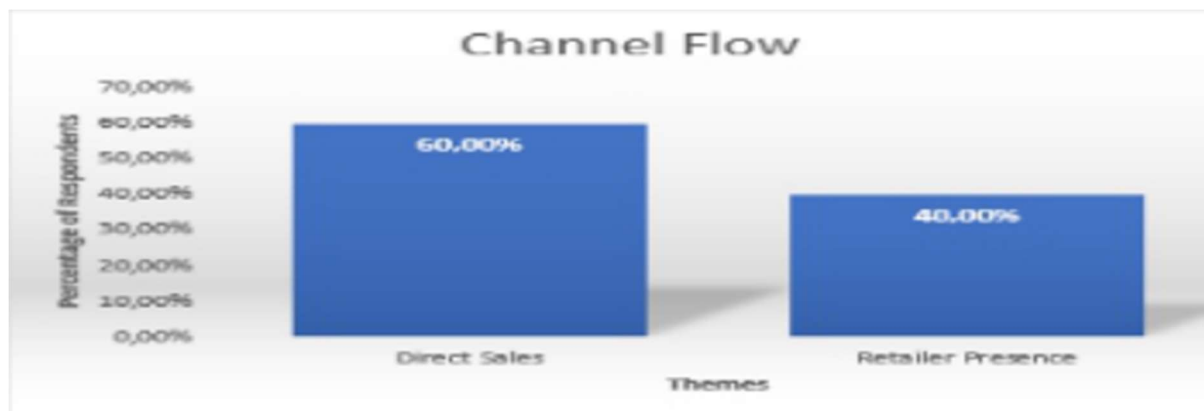 Channel Flow
Percentage of Respondents
70,00%
60,00%
50,00%
40,00%
30,00%
20,00%
10,00%
0,00%
60.00%
40.00%
Direct Sales
Retailer Presence
Themes